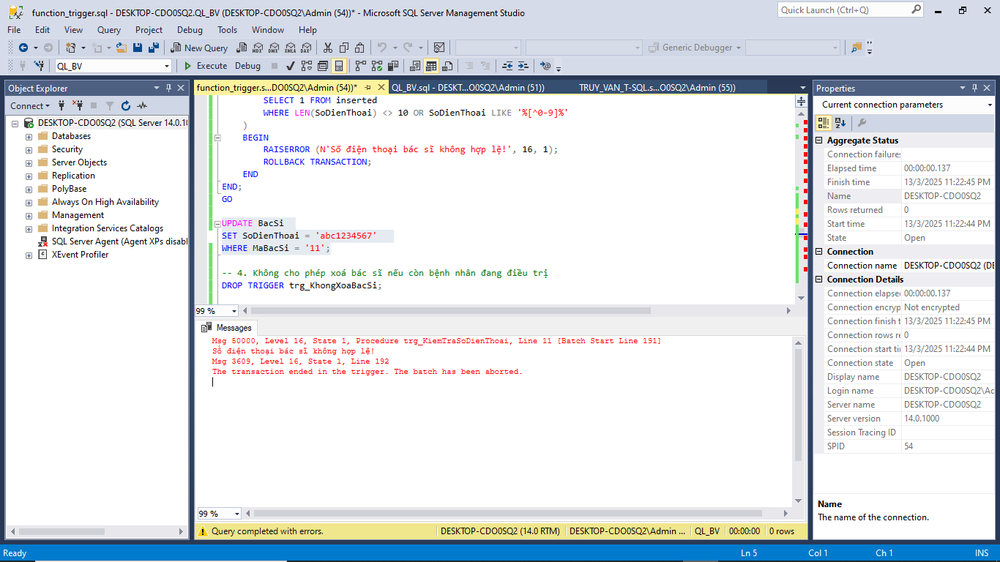 function_trigger.sql - DESKTOP-CDO0SQ2.QL_BV (DESKTOP-CDO0SQ2\Admin (54))* - Microsoft SQL Server Management Studio
Quick Launch (Ctrl+Q)
File Edit View Query Project Debug Tools Window Help
New Query MDX DMX XMLA DAX
Generic Debugger
QL_BV
Execute Debug
Object Explorer
Connect
DESKTOP-CDO0SQ2 (SQL Server 14.0.10
Databases
Security
Server Objects
Replication
PolyBase
Always On High Availability
Management
Integration Services Catalogs
SQL Server Agent (Agent XPs disabl
XEvent Profiler
function_trigger.s...DO0SQ2\Admin (54))*
QL_BV.sql - DESKT...O0SQ2\Admin (51))
TRUY_VAN_T-SQL.s...O0SQ2\Admin (55))
SELECT 1 FROM inserted
WHERE LEN(SoDienThoai) <> 10 OR SoDienThoai LIKE '%[^0-9]%'
)
BEGIN
RAISERROR (N'Số điện thoại bác sĩ không hợp lệ!', 16, 1);
ROLLBACK TRANSACTION;
END
END;
GO
UPDATE BacSi
SET SoDienThoai = 'abc1234567'
WHERE MaBacSi = '11';
-- 4. Không cho phép xoá bác sĩ nếu còn bệnh nhân đang điều trị
DROP TRIGGER trg_KhongXoaBacSi;
99 %
Messages
Msg 50000, Level 16, State 1, Procedure trg_KiemTraSoDienThoai, Line 11 [Batch Start Line 191]
Số điện thoại bác sĩ không hợp lệ!
Msg 3609, Level 16, State 1, Line 192
The transaction ended in the trigger. The batch has been aborted.
99 %
Query completed with errors.
DESKTOP-CDO0SQ2 (14.0 RTM) DESKTOP-CDO0SQ2\Admin ... QL_BV 00:00:00 0 rows
Properties
Current connection parameters
Aggregate Status
Connection failures
Elapsed time 00:00:00.137
Finish time 13/3/2025 11:22:45 PM
Name DESKTOP-CDO0SQ2
Rows returned 0
Start time 13/3/2025 11:22:44 PM
State Open
Connection
Connection name DESKTOP-CDO0SQ2 (DE
Connection Details
Connection elapse 00:00:00.137
Connection encryp Not encrypted
Connection finish t 13/3/2025 11:22:45 PM
Connection rows re 0
Connection start tir 13/3/2025 11:22:44 PM
Connection state Open
Display name DESKTOP-CDO0SQ2
Login name DESKTOP-CDO0SQ2\Ad
Server name DESKTOP-CDO0SQ2
Server version 14.0.1000
Session Tracing ID
SPID 54
Name
The name of the connection.
Ready
Ln 5 Col 1 Ch 1 INS